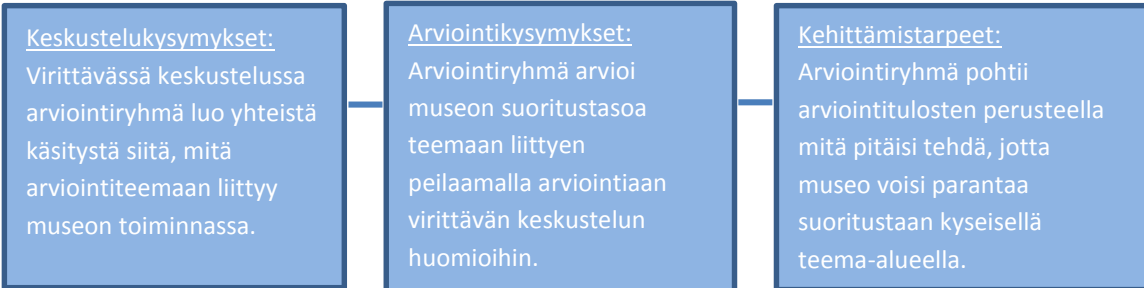 Keskustelukysymykset:
Virittävässä keskustelussa
arviointiryhmä luo yhteistä
käsitystä siitä, mitä
arviointiteemaan liittyy
museon toiminnassa.
Arviointikysymykset:
Arviointiryhmä arvioi
museon suoritustasoa
teemaan liittyen
peilaamalla arviointiaan
virittävän keskustelun
huomioihin.
Kehittämistarpeet:
Arviointiryhmä pohtii
arviointitulosten perusteella
mitä pitäisi tehdä, jotta
museo voisi parantaa
suoritustaan kyseisellä
teema-alueella.